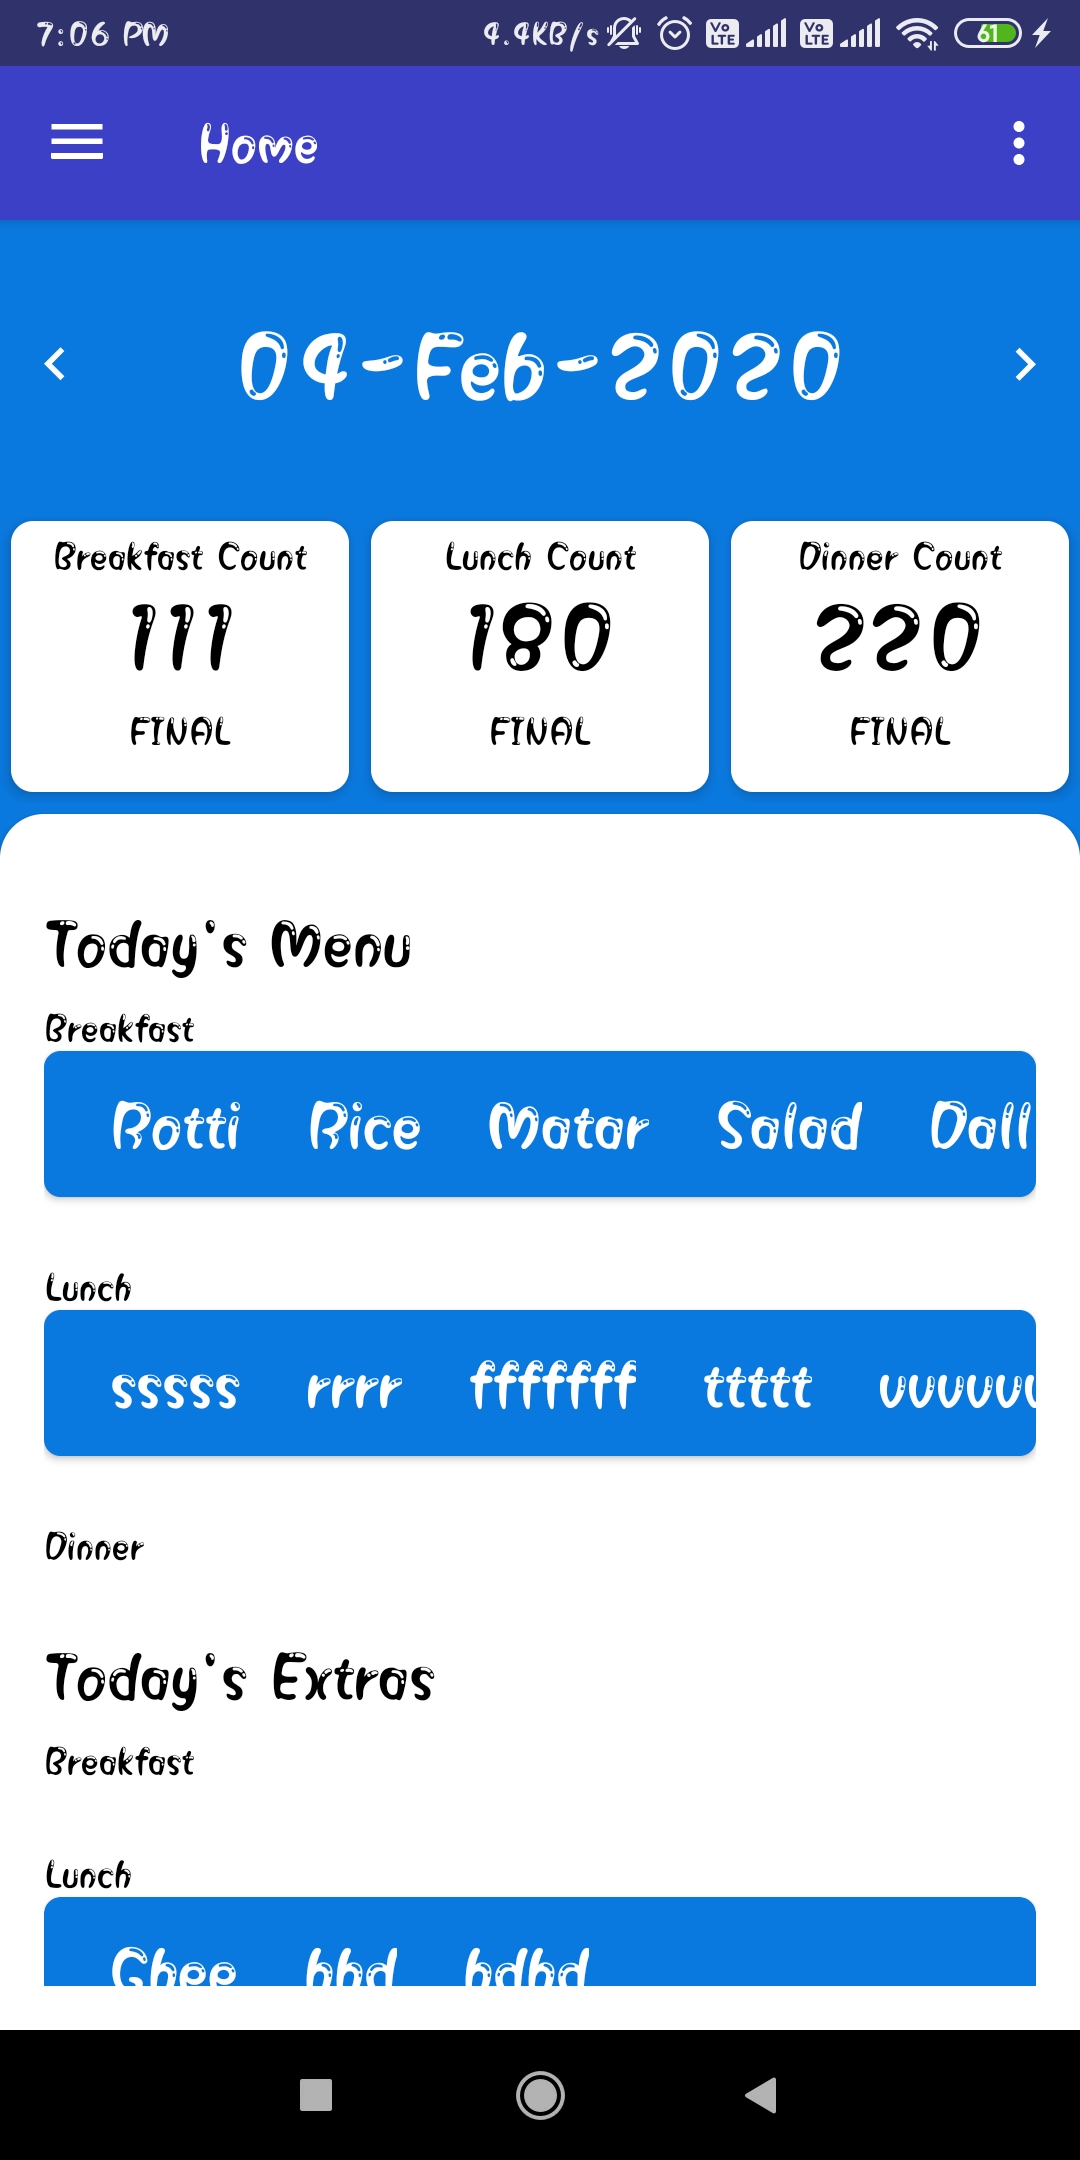 7:06 PM 4.4KB/s Vo LTE Vo LTE 61
Home
04-Feb-2020
Breakfast Count Lunch Count Dinner Count
111 180 220
FINAL FINAL FINAL
Today's Menu
Breakfast
Rotti Rice Matar Salad Dall
Lunch
sssss rrrr fffffff ttttt
Dinner
Today's Extras
Breakfast
Lunch
Ghee bbd bdbd